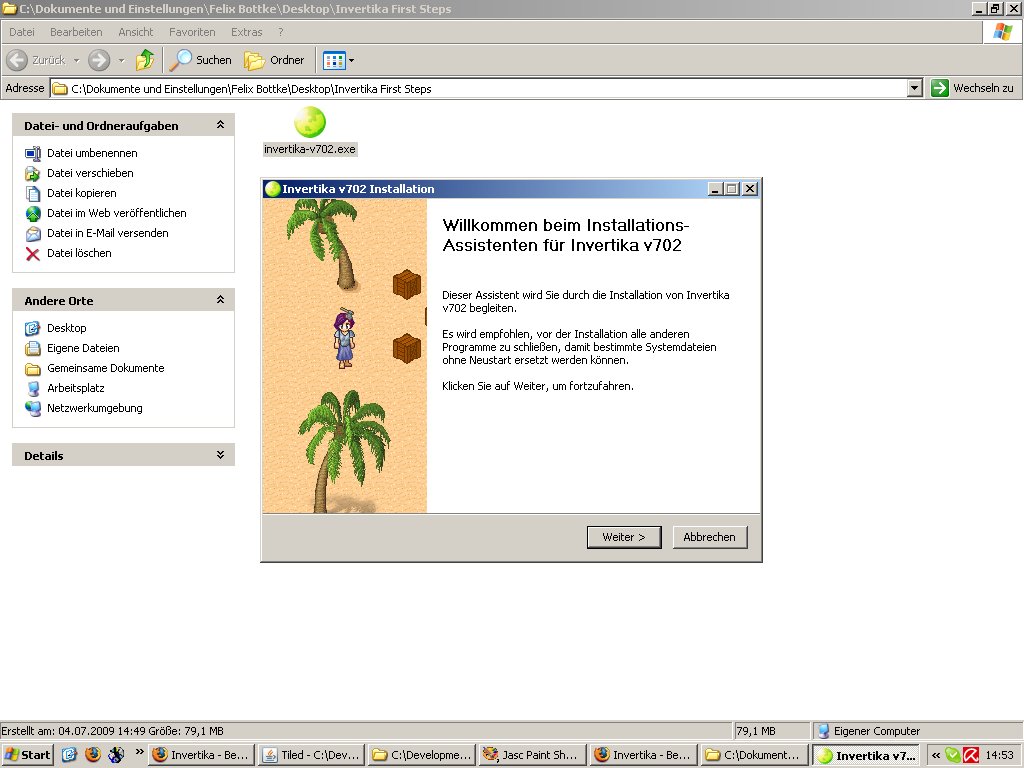 C:\Dokumente und Einstellungen\Felix Bottke\Desktop\Invertika First Steps
Datei Bearbeiten Ansicht Favoriten Extras ?
Zurück Suchen Ordner
Adresse C:\Dokumente und Einstellungen\Felix Bottke\Desktop\Invertika First Steps Wechseln zu
Datei- und Ordneraufgaben
Datei umbenennen
Datei verschieben
Datei kopieren
Datei im Web veröffentlichen
Datei in E-Mail versenden
Datei löschen
Andere Orte
Desktop
Eigene Dateien
Gemeinsame Dokumente
Arbeitsplatz
Netzwerkumgebung
Details
invertika-v702.exe
Invertika v702 Installation
Willkommen beim Installations-
Assistenten für Invertika v702
Dieser Assistent wird Sie durch die Installation von Invertika
v702 begleiten.
Es wird empfohlen, vor der Installation alle anderen
Programme zu schließen, damit bestimmte Systemdateien
ohne Neustart ersetzt werden können.
Klicken Sie auf Weiter, um fortzufahren.
Weiter > Abbrechen
Erstellt am: 04.07.2009 14:49 Größe: 79,1 MB 79,1 MB Eigener Computer
Start » Invertika - Be... Tiled - C:\Dev... C:\Developme... Jasc Paint Sh... Invertika - Be... C:\Dokument... Invertika v7... « 14:53